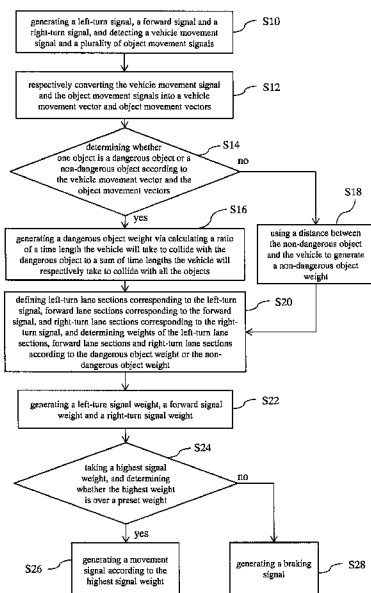 generating a left-turn signal, a forward signal and a
right-turn signal, and detecting a vehicle movement
signal and a plurality of object movement signals
S10
respectively converting the vehicle movement signal
and the object movement signals into a vehicle
movement vector and object movement vectors
S12
determining whether
one object is a dangerous object or a
non-dangerous object according to
the vehicle movement vector and the
object movement vectors
S14
no
yes
S16
generating a dangerous object weight via calculating a ratio
of a time length the vehicle will take to collide with the
dangerous object to a sum of time lengths the vehicle will
respectively take to collide with all the objects
S18
using a distance between
the non-dangerous object
and the vehicle to generate
a non-dangerous object
weight
S20
defining left-turn lane sections corresponding to the left-turn
signal, forward lane sections corresponding to the forward
signal, and right-turn lane sections corresponding to the right-
turn signal, and determining weights of the left-turn lane
sections, forward lane sections and right-turn lane sections
according to the dangerous object weight or the non-
dangerous object weight
S22
generating a left-turn signal weight, a forward signal
weight and a right-turn signal weight
S24
taking a highest signal
weight, and determining
whether the highest weight
is over a preset weight
no
yes
S26
generating a movement
signal according to the
highest signal weight
generating a braking
signal
S28